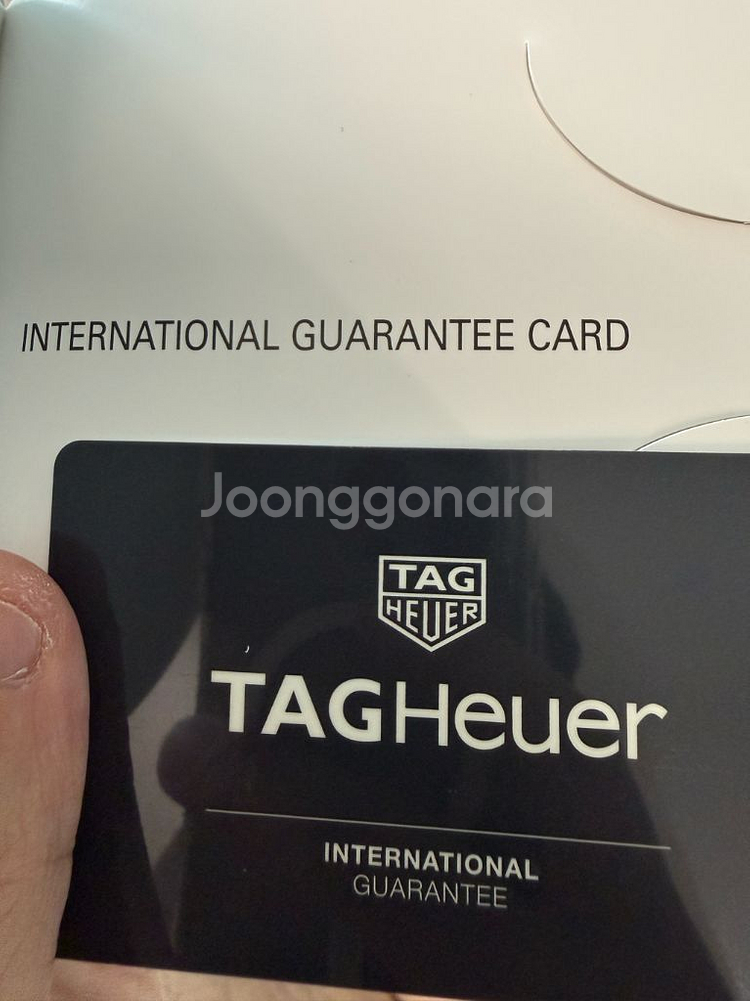 INTERNATIONAL GUARANTEE CARD
Joonggonara
TAG
HEUER
TAGHeuer
INTERNATIONAL
GUARANTEE